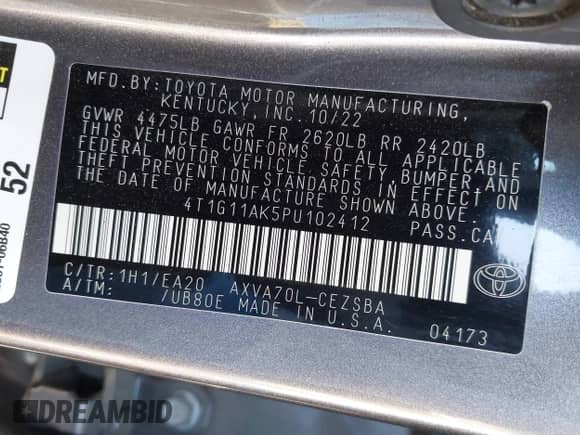 MFD.BY:TOYOTA MOTOR MANUFACTURING,
KENTUCKY, INC.10/22
GVWR 4475LB GAWR FR 2620LB RR 2420LB
THIS VEHICLE CONFORMS TO ALL APPLICABLE
FEDERAL MOTOR VEHICLE SAFETY, BUMPER, AND
THEFT PREVENTION STANDARDS IN EFFECT ON
THE DATE OF MANUFACTURE SHOWN ABOVE.
4T1G11AK5PU102412 PASS.CAR
C/TR:1H1/EA20 AXVA70L-CEZSBA
A/TM: /UB80E MADE IN U.S.A. 04173
TOYOTA
52
06B40
DREAMBID